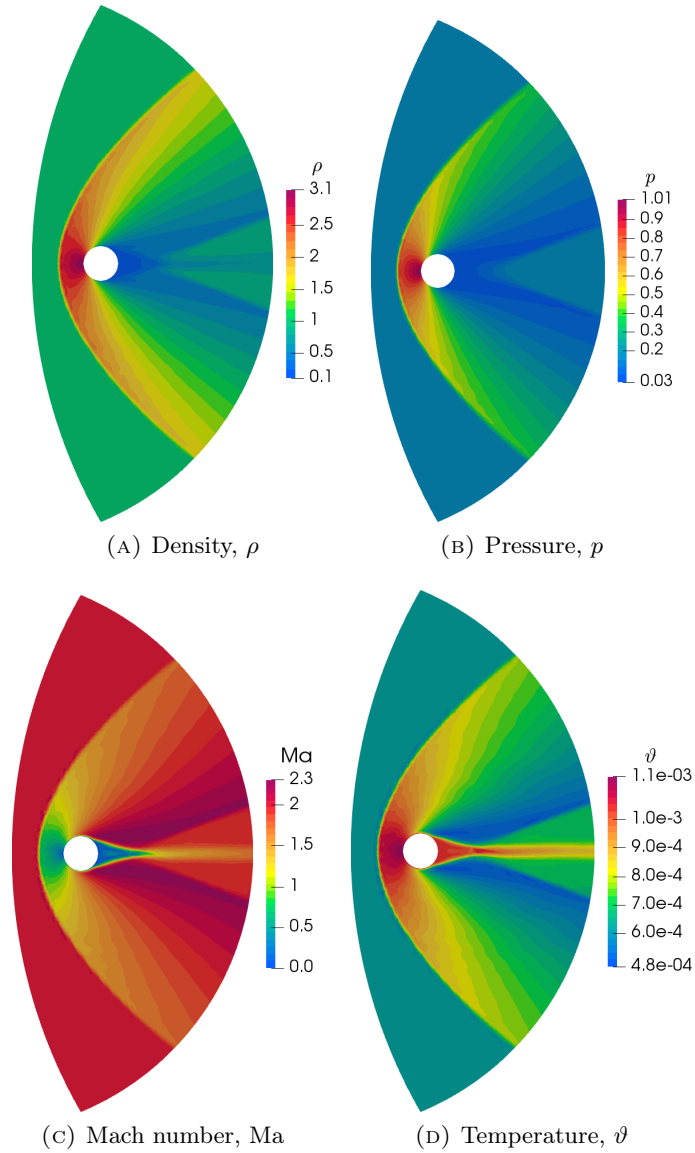 ρ
3.1
2.5
2
1.5
1
0.5
0.1
p
1.01
0.9
0.8
0.7
0.6
0.5
0.4
0.3
0.2
0.03
(A) Density, ρ
(B) Pressure, p
Ma
2.3
2
1.5
1
0.5
0.0
ϑ
1.1e-03
1.0e-3
9.0e-4
8.0e-4
7.0e-4
6.0e-4
4.8e-04
(C) Mach number, Ma
(D) Temperature, ϑ